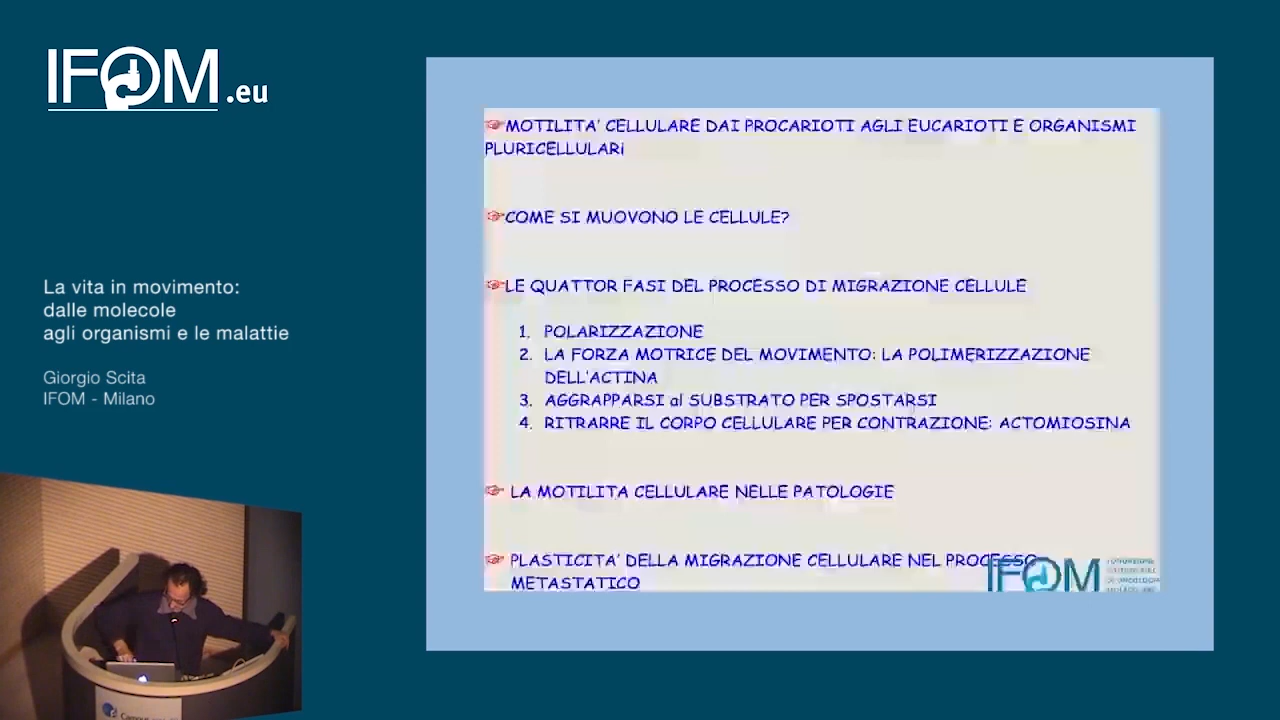 IFOM.eu
La vita in movimento:
dalle molecole
agli organismi e le malattie
Giorgio Scita
IFOM - Milano
☞MOTILITA' CELLULARE DAI PROCARIOTI AGLI EUCARIOTI E ORGANISMI
PLURICELLULARi
☞COME SI MUOVONO LE CELLULE?
☞LE QUATTOR FASI DEL PROCESSO DI MIGRAZIONE CELLULE
1. POLARIZZAZIONE
2. LA FORZA MOTRICE DEL MOVIMENTO: LA POLIMERIZZAZIONE
DELL'ACTINA
3. AGGRAPPARSI al SUBSTRATO PER SPOSTARSI
4. RITRARRE IL CORPO CELLULARE PER CONTRAZIONE: ACTOMIOSINA
☞ LA MOTILITA CELLULARE NELLE PATOLOGIE
☞ PLASTICITA' DELLA MIGRAZIONE CELLULARE NEL PROCESSO
METASTATICO
IFOM